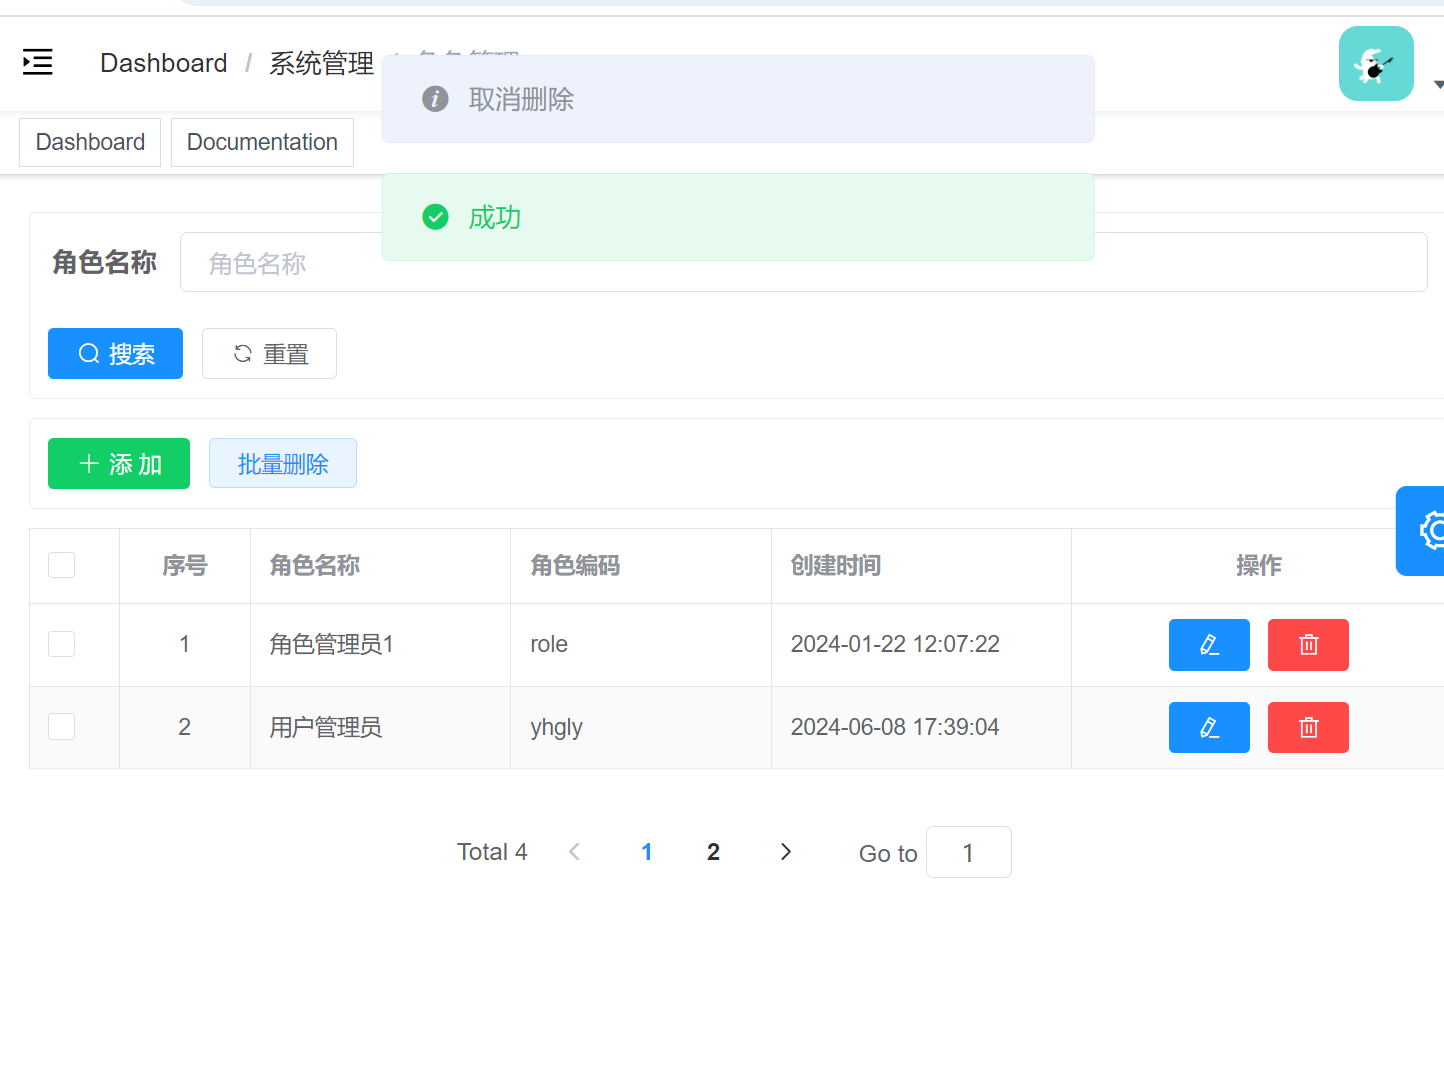 Dashboard / 系统管理
取消删除
Dashboard Documentation
成功
角色名称 角色名称
搜索 重置
添 加 批量删除
序号 角色名称 角色编码 创建时间 操作
1 角色管理员1 role 2024-01-22 12:07:22
2 用户管理员 yhgly 2024-06-08 17:39:04
Total 4 1 2 Go to 1